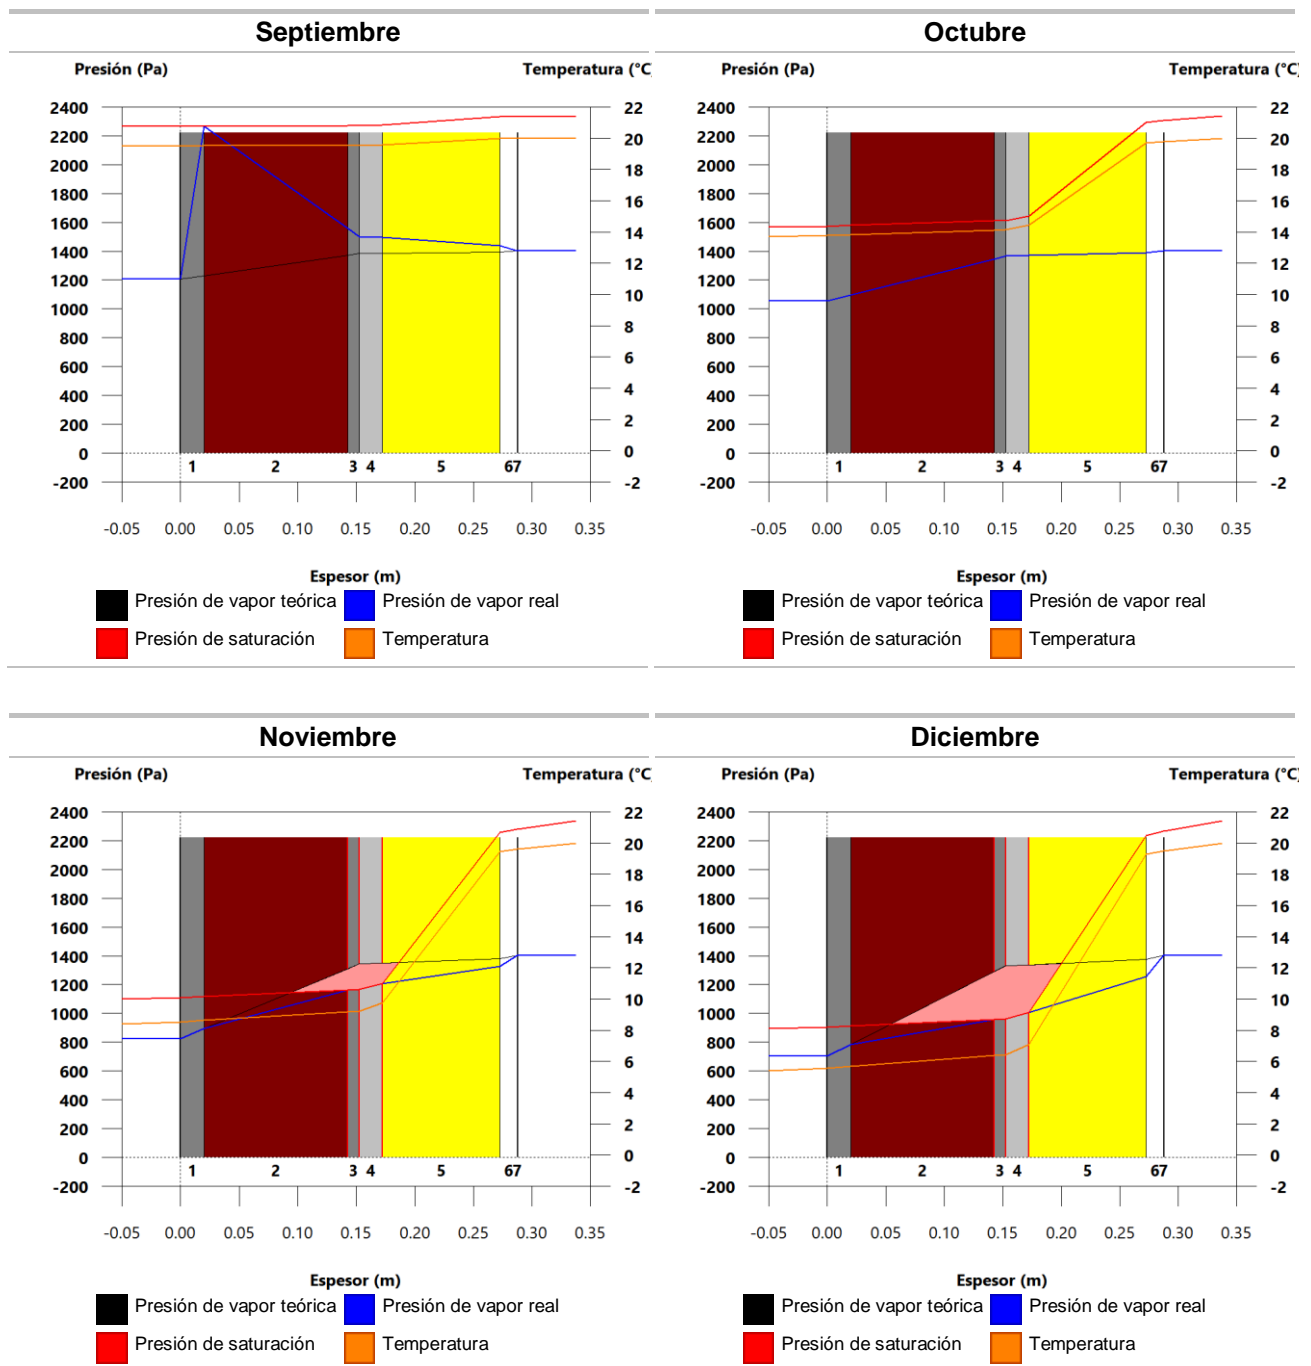 Septiembre
Presión (Pa) Temperatura (°C
2400 22
2200 20
2000 18
1800 16
1600 14
1400 12
1200 10
1000 8
800 6
600 4
400 2
200 0
0 -2
-200
1 2 3 4 5 67
-0.05 0.00 0.05 0.10 0.15 0.20 0.25 0.30 0.35
Espesor (m)
Presión de vapor teórica Presión de vapor real
Presión de saturación Temperatura
Octubre
Presión (Pa) Temperatura (°C)
2400 22
2200 20
2000 18
1800 16
1600 14
1400 12
1200 10
1000 8
800 6
600 4
400 2
200 0
0 -2
-200
1 2 3 4 5 67
-0.05 0.00 0.05 0.10 0.15 0.20 0.25 0.30 0.35
Espesor (m)
Presión de vapor teórica Presión de vapor real
Presión de saturación Temperatura
Noviembre
Presión (Pa) Temperatura (°C
2400 22
2200 20
2000 18
1800 16
1600 14
1400 12
1200 10
1000 8
800 6
600 4
400 2
200 0
0 -2
-200
1 2 3 4 5 67
-0.05 0.00 0.05 0.10 0.15 0.20 0.25 0.30 0.35
Espesor (m)
Presión de vapor teórica Presión de vapor real
Presión de saturación Temperatura
Diciembre
Presión (Pa) Temperatura (°C)
2400 22
2200 20
2000 18
1800 16
1600 14
1400 12
1200 10
1000 8
800 6
600 4
400 2
200 0
0 -2
-200
1 2 3 4 5 67
-0.05 0.00 0.05 0.10 0.15 0.20 0.25 0.30 0.35
Espesor (m)
Presión de vapor teórica Presión de vapor real
Presión de saturación Temperatura